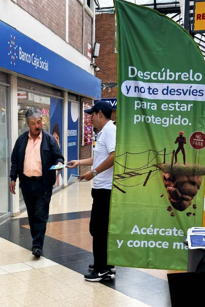 Banco Caja Social
Descúbrelo
y no te desvíes
para estar
protegido.
Acércate
y conoce m